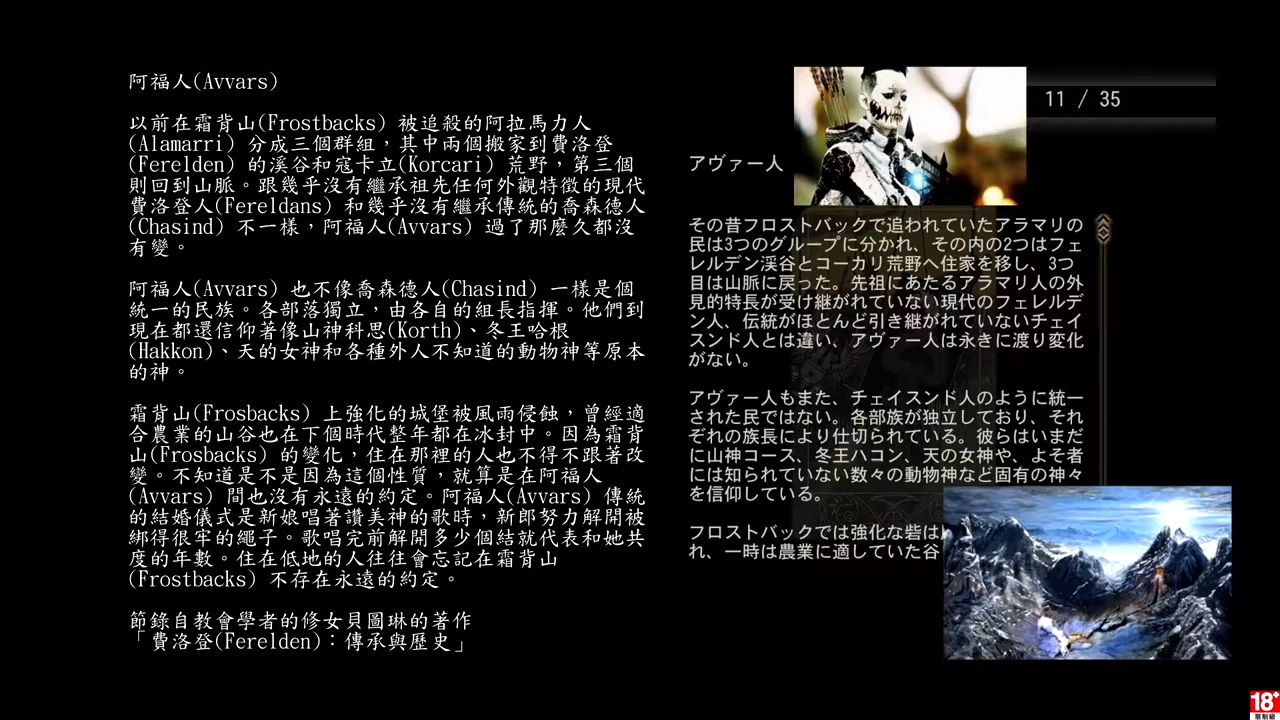 阿福人(Avvars)
以前在霜背山(Frostbacks) 被追殺的阿拉馬力人
(Alamarri) 分成三個群組，其中兩個搬家到費洛登
(Ferelden) 的溪谷和寇卡立(Korcari) 荒野，第三個
則回到山脈。跟幾乎沒有繼承祖先任何外觀特徵的現代
費洛登人(Fereldans) 和幾乎沒有繼承傳統的喬森德人
(Chasind) 不一樣，阿福人(Avvars) 過了那麼久都沒
有變。
阿福人(Avvars) 也不像喬森德人(Chasind) 一樣是個
統一的民族。各部落獨立，由各自的組長指揮。他們到
現在都還信仰著像山神科思(Korth)、冬王哈根
(Hakkon)、天的女神和各種外人不知道的動物神等原本
的神。
霜背山(Frosbacks) 上強化的城堡被風雨侵蝕，曾經適
合農業的山谷也在下個時代整年都在冰封中。因為霜背
山(Frosbacks) 的變化，住在那裡的人也不得不跟著改
變。不知道是不是因為這個性質，就算是在阿福人
(Avvars) 間也沒有永遠的約定。阿福人(Avvars) 傳統
的結婚儀式是新娘唱著讚美神的歌時，新郎努力解開被
綁得很牢的繩子。歌唱完前解開多少個結就代表和她共
度的年數。住在低地的人往往會忘記在霜背山
(Frostbacks) 不存在永遠的約定。
節錄自教會學者的修女貝圖琳的著作
「費洛登(Ferelden)：傳承與歷史」
11 / 35
アヴァー人
その昔フロストバックで追われていたアラマリの
民は3つのグループに分かれ、その内の2つはフェ
レルデン渓谷とコーカリ荒野へ住家を移し、3つ
目は山脈に戻った。先祖にあたるアラマリ人の外
見的特長が受け継がれていない現代のフェレルデ
ン人、伝統がほとんど引き継がれていないチェイ
スンド人とは違い、アヴァー人は永きに渡り変化
がない。
アヴァー人もまた、チェイスンド人のように統一
された民ではない。各部族が独立しており、それ
ぞれの族長により仕切られている。彼らはいまだ
に山神コース、冬王ハコン、天の女神や、よそ者
には知られていない数々の動物神など固有の神々
を信仰している。
フロストバックでは強化な砦は
れ、一時は農業に適していた谷
18+
限制級